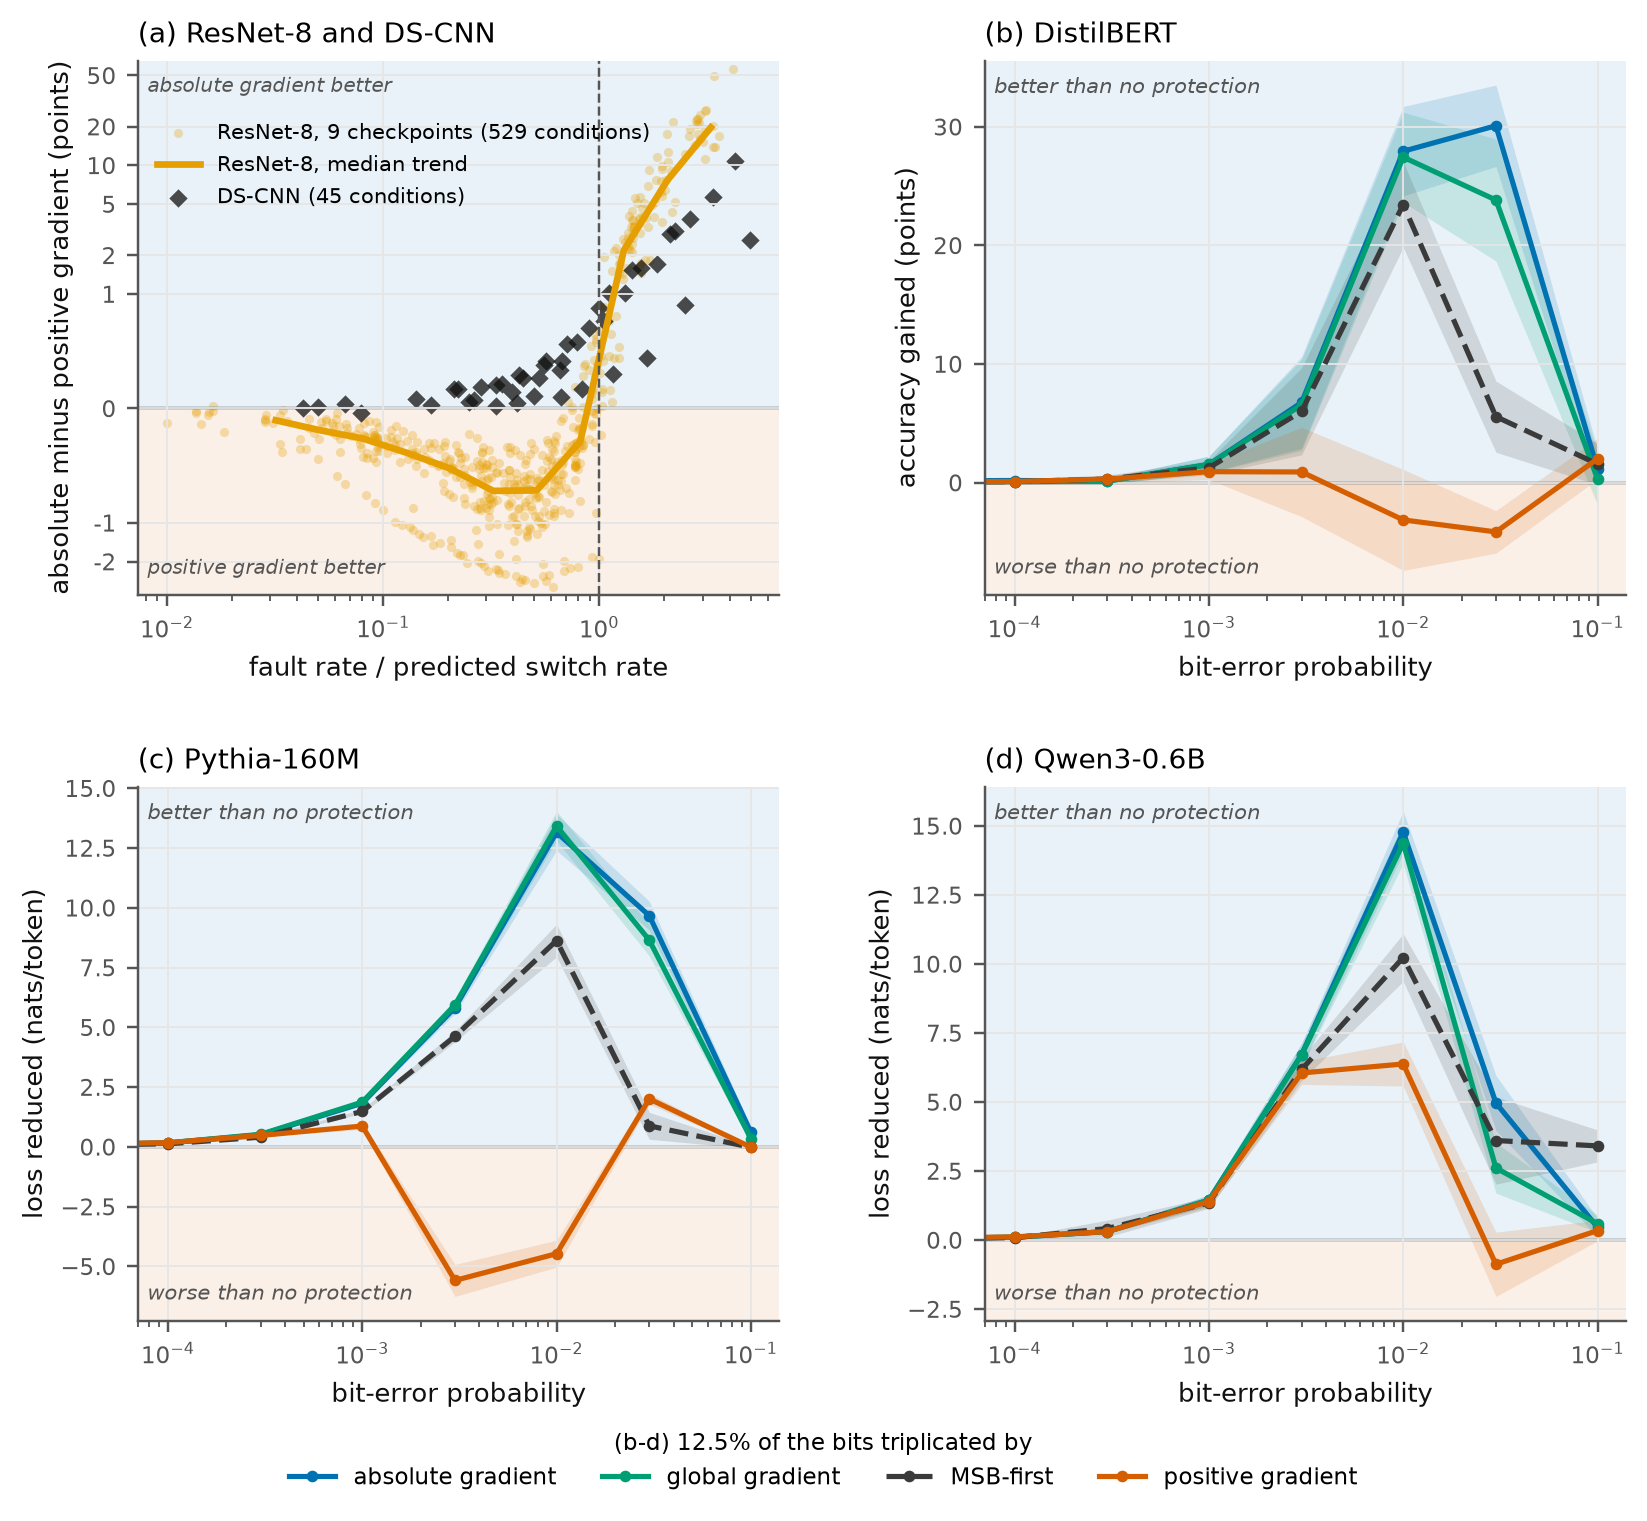 (a) ResNet-8 and DS-CNN
absolute minus positive gradient (points)
50
20
10
5
2
1
0
-1
-2
absolute gradient better
ResNet-8, 9 checkpoints (529 conditions)
ResNet-8, median trend
DS-CNN (45 conditions)
positive gradient better
10⁻² 10⁻¹ 10⁰
fault rate / predicted switch rate
(b) DistilBERT
accuracy gained (points)
30
20
10
0
better than no protection
worse than no protection
10⁻⁴ 10⁻³ 10⁻² 10⁻¹
bit-error probability
(c) Pythia-160M
loss reduced (nats/token)
15.0
12.5
10.0
7.5
5.0
2.5
0.0
−2.5
−5.0
better than no protection
worse than no protection
10⁻⁴ 10⁻³ 10⁻² 10⁻¹
bit-error probability
(d) Qwen3-0.6B
loss reduced (nats/token)
15.0
12.5
10.0
7.5
5.0
2.5
0.0
−2.5
better than no protection
worse than no protection
10⁻⁴ 10⁻³ 10⁻² 10⁻¹
bit-error probability
(b-d) 12.5% of the bits triplicated by
absolute gradient global gradient MSB-first positive gradient